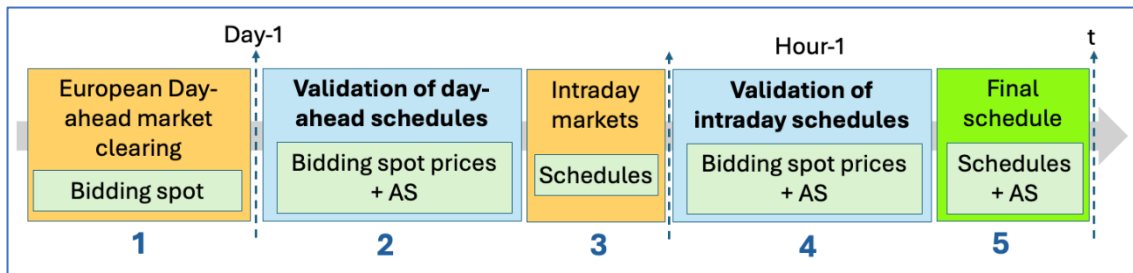 Day-1
Hour-1
t
European Day-
ahead market
clearing
Bidding spot
Validation of day-
ahead schedules
Bidding spot prices
+ AS
Intraday
markets
Schedules
Validation of
intraday schedules
Bidding spot prices
+ AS
Final
schedule
Schedules
+ AS
1
2
3
4
5